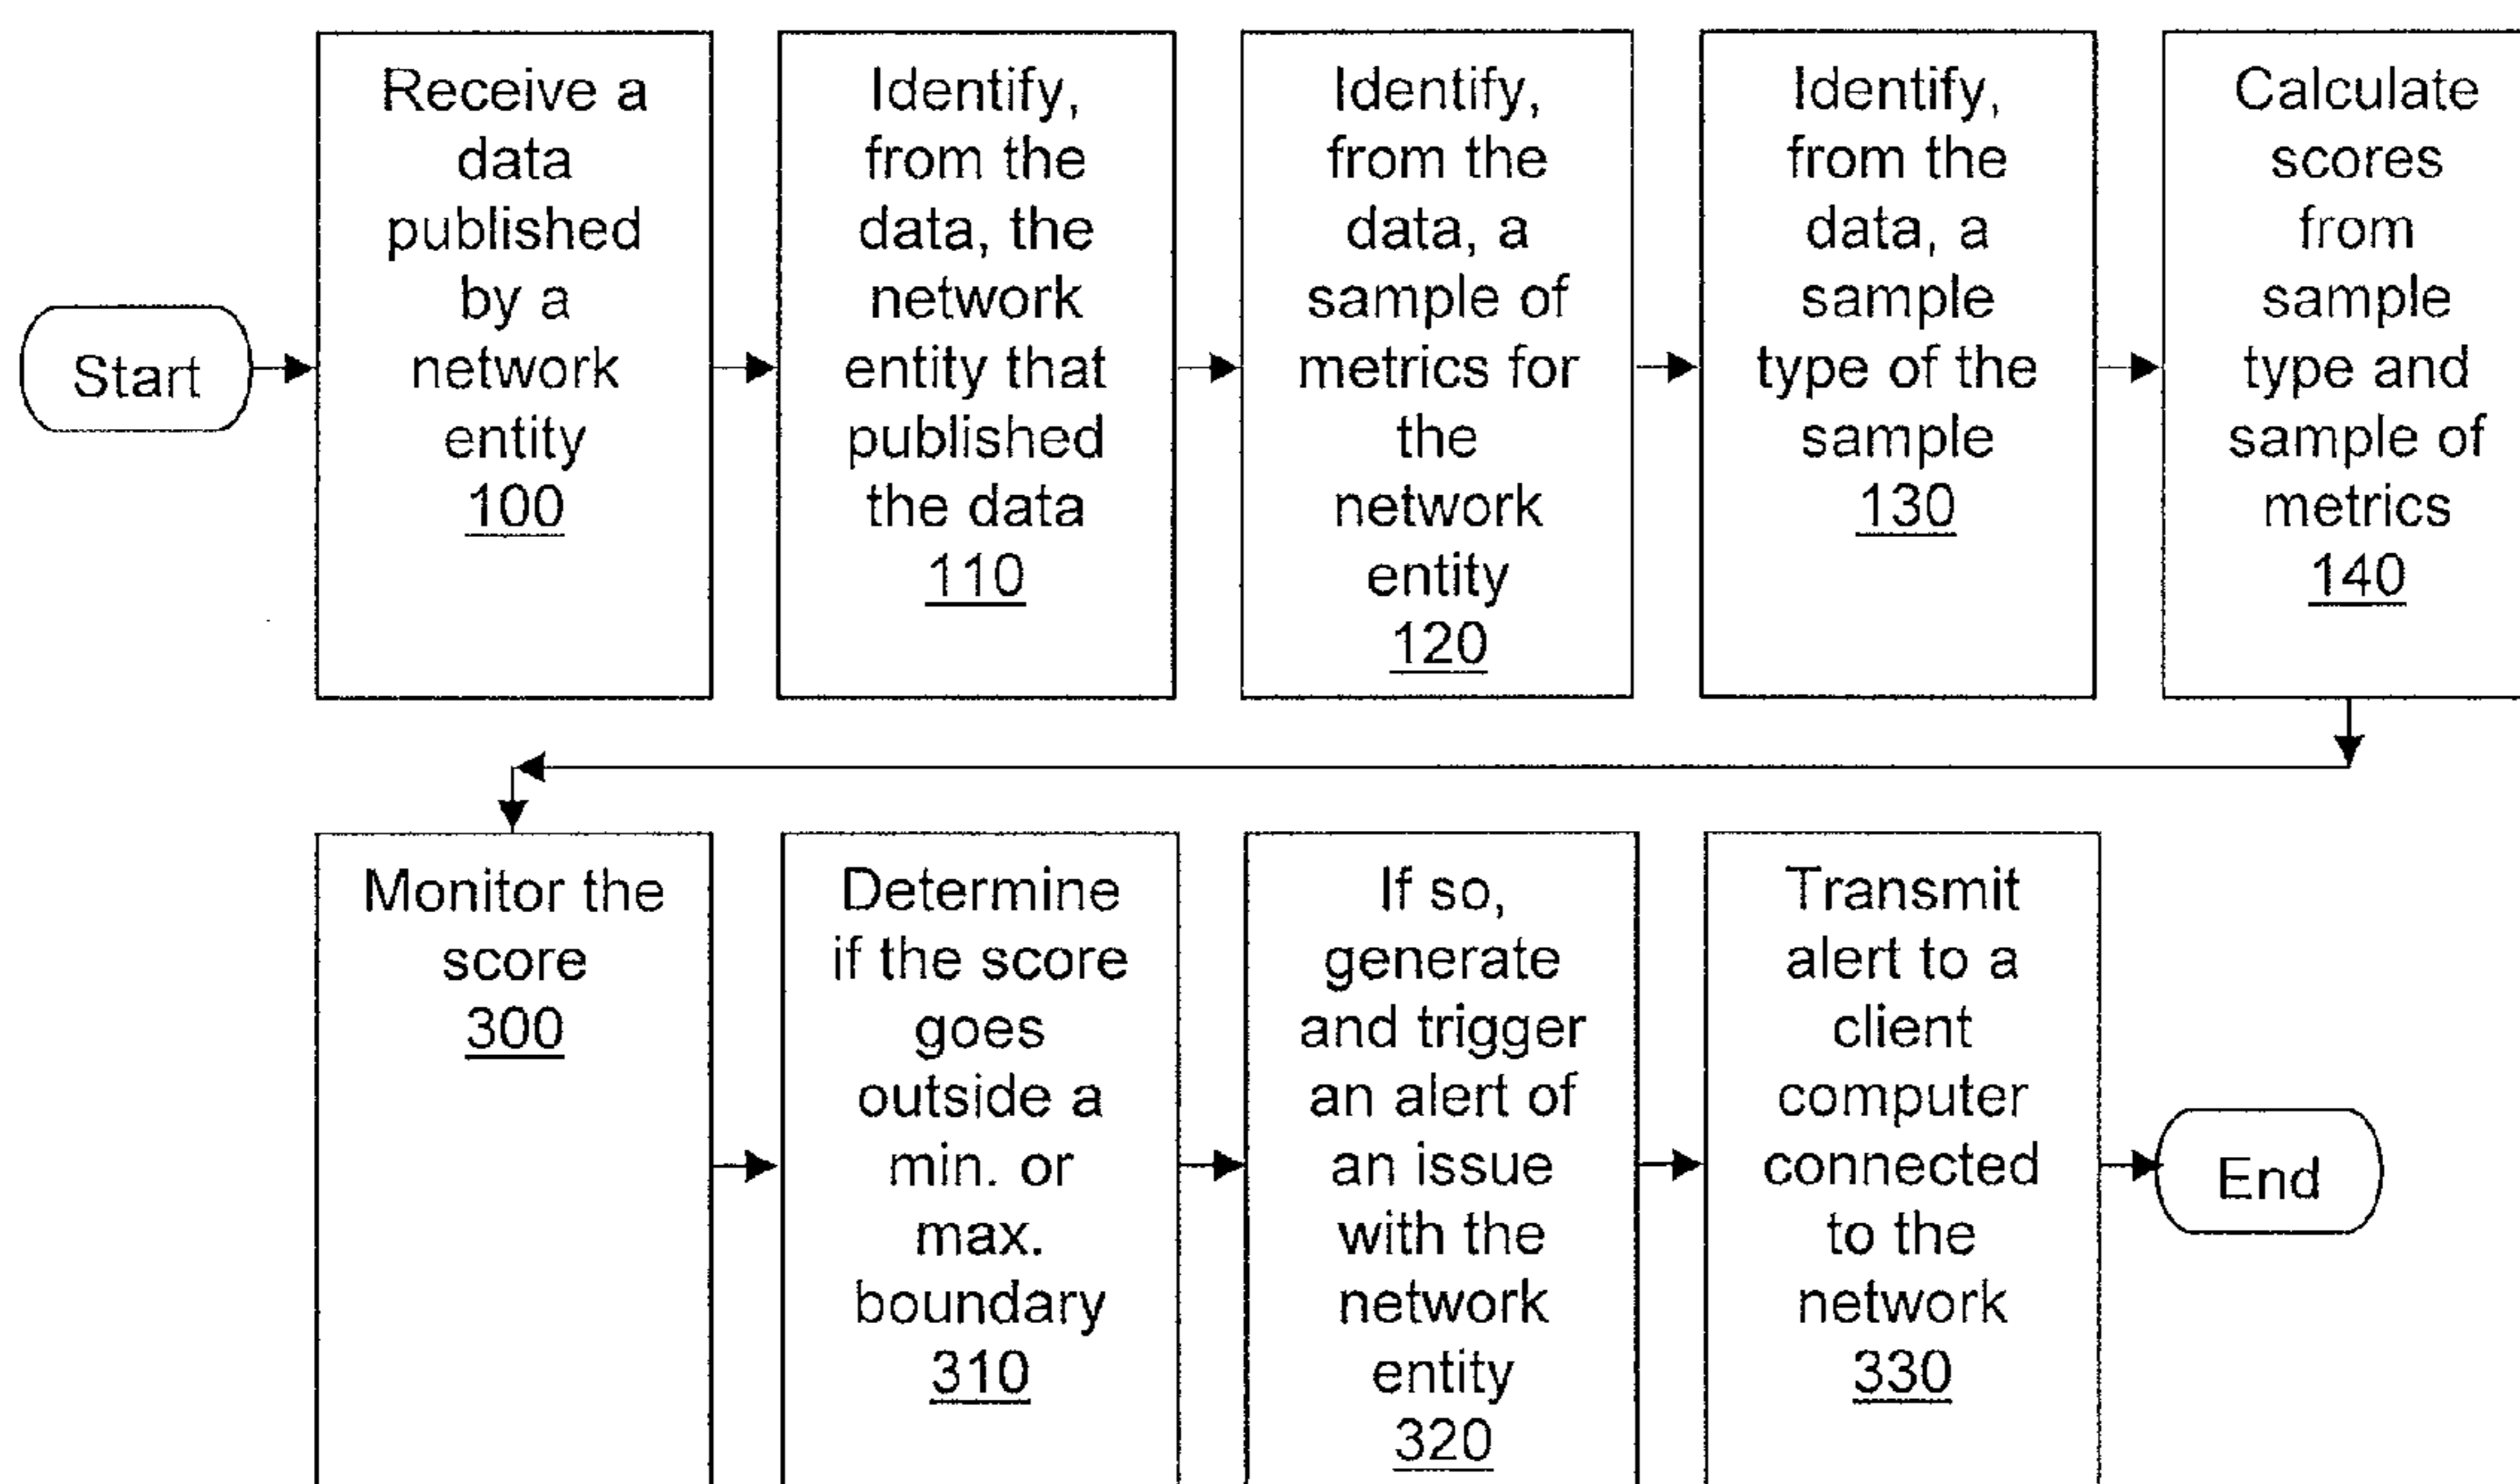 Start
Receive a
data
published
by a
network
entity
100
Identify,
from the
data, the
network
entity that
published
the data
110
Identify,
from the
data, a
sample of
metrics for
the
network
entity
120
Identify,
from the
data, a
sample
type of the
sample
130
Calculate
scores
from
sample
type and
sample of
metrics
140
Monitor the
score
300
Determine
if the score
goes
outside a
min. or
max.
boundary
310
If so,
generate
and trigger
an alert of
an issue
with the
network
entity
320
Transmit
alert to a
client
computer
connected
to the
network
330
End